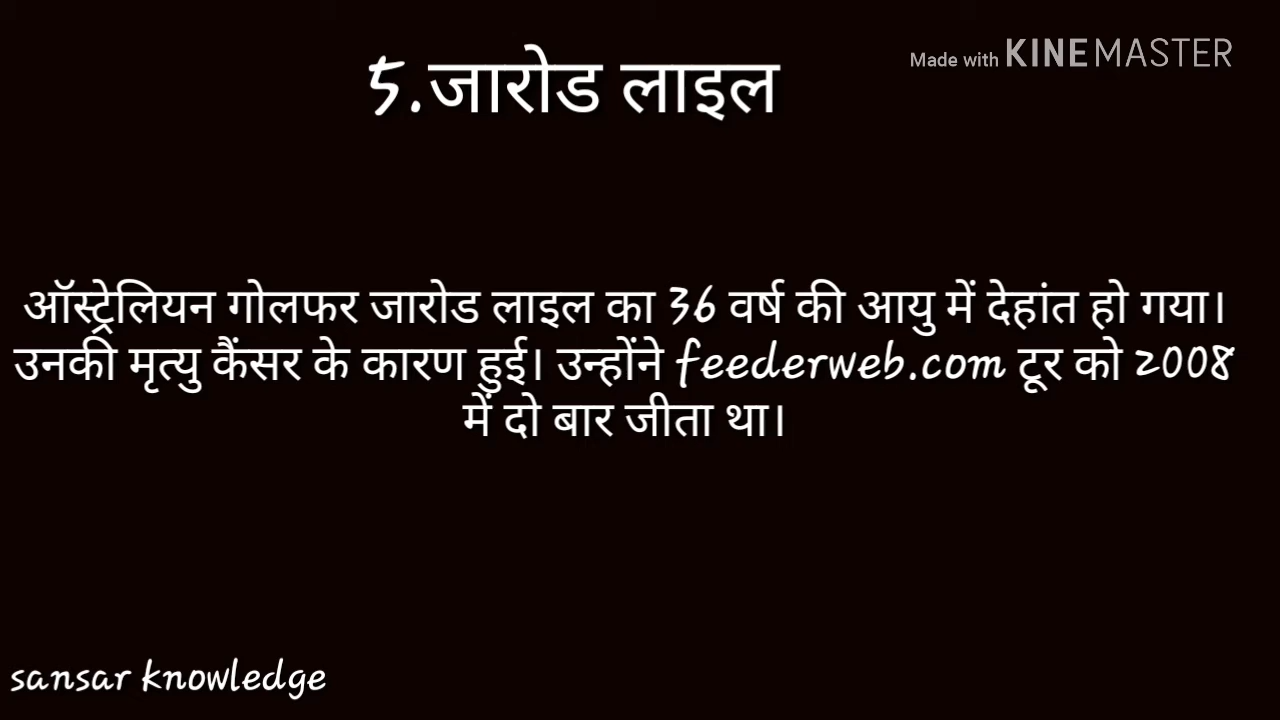 Made with KINEMASTER
5.जारोड लाइल
ऑस्ट्रेलियन गोलफर जारोड लाइल का 36 वर्ष की आयु में देहांत हो गया।
उनकी मृत्यु कैंसर के कारण हुई। उन्होंने feederweb.com टूर को 2008
में दो बार जीता था।
sansar knowledge